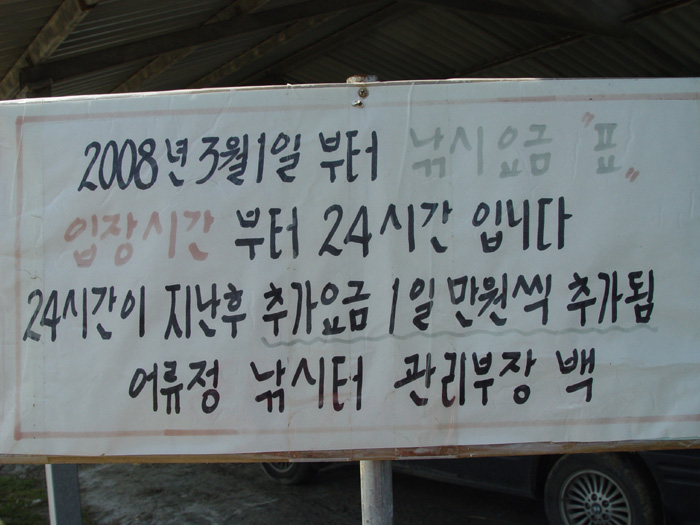 2008년 3월 1일 부터 낚시요금 "표"
입장시간 부터 24시간 입니다
24시간이 지난후 추가요금 1일 만원씩 추가됨
어류정 낚시터 관리부장 백